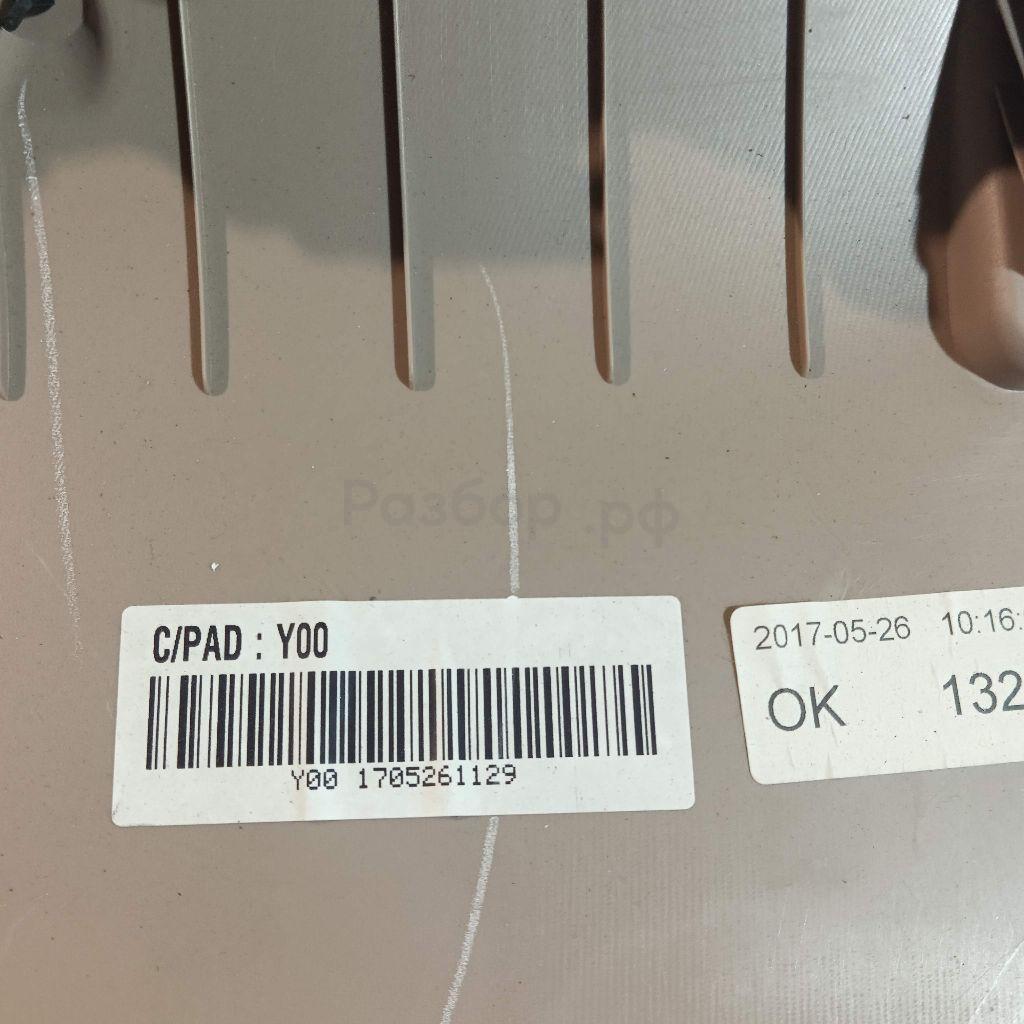 Разбор.рф
C/PAD : Y00
Y00 1705261129
2017-05-26 10:16:
OK 132